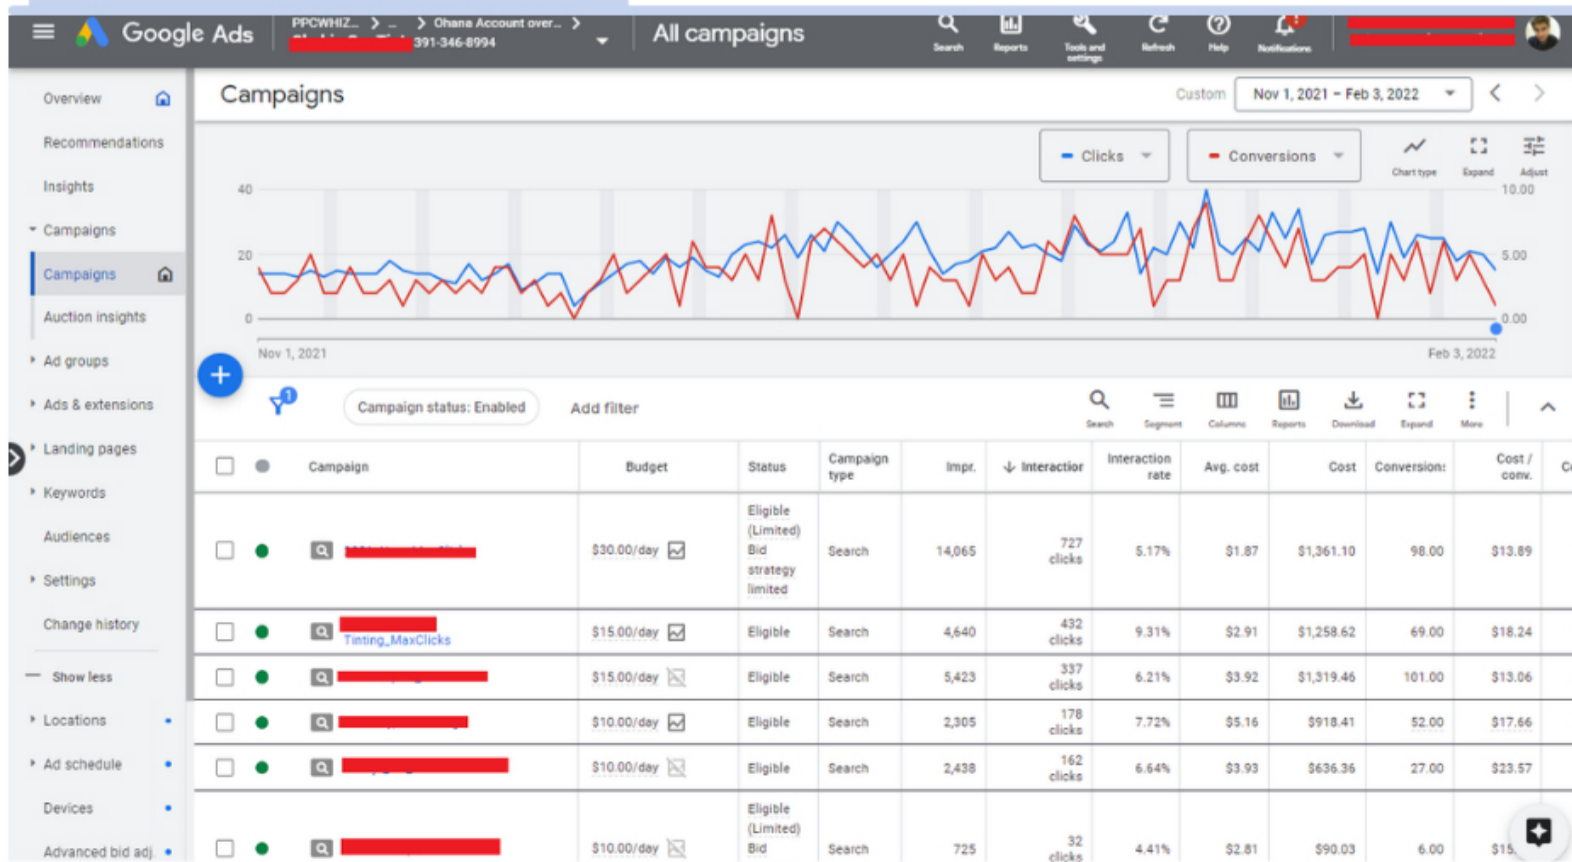 Google Ads
PPCWHIZ... > .. > Ohana Account over... >
391-346-8994
All campaigns
Search
Reports
Tools and settings
Refresh
Help
Notifications
Overview
Recommendations
Insights
Campaigns
Campaigns
Auction insights
Ad groups
Ads & extensions
Landing pages
Keywords
Audiences
Settings
Change history
Show less
Locations
Ad schedule
Devices
Advanced bid adj.
Campaigns
Custom
Nov 1, 2021 – Feb 3, 2022
Clicks
Conversions
Chart type
Expand
Adjust
40
20
0
10.00
5.00
0.00
Nov 1, 2021
Feb 3, 2022
1
Campaign status: Enabled
Add filter
Search
Segment
Columns
Reports
Download
Expand
More
Campaign Budget Status Campaign type Impr. Interactior Interaction rate Avg. cost Cost Conversions Cost / conv.
$30.00/day Eligible (Limited) Bid strategy limited Search 14,065 727 clicks 5.17% $1.87 $1,361.10 98.00 $13.89
Tinting_MaxClicks $15.00/day Eligible Search 4,640 432 clicks 9.31% $2.91 $1,258.62 69.00 $18.24
$15.00/day Eligible Search 5,423 337 clicks 6.21% $3.92 $1,319.46 101.00 $13.06
$10.00/day Eligible Search 2,305 178 clicks 7.72% $5.16 $918.41 52.00 $17.66
$10.00/day Eligible Search 2,438 162 clicks 6.64% $3.93 $636.36 27.00 $23.57
$10.00/day Eligible (Limited) Bid Search 725 32 clicks 4.41% $2.81 $90.03 6.00